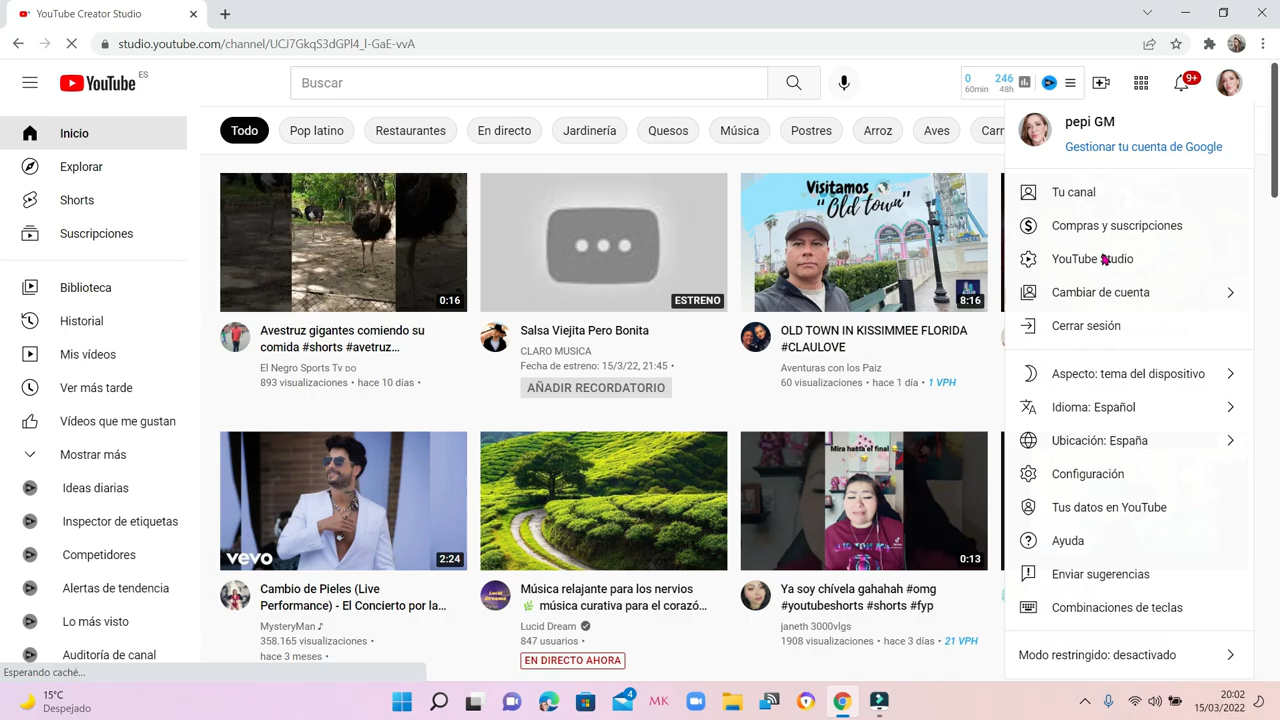 YouTube Creator Studio
studio.youtube.com/channel/UCJ7GkqS3dGPl4_l-GaE-vvA
YouTube ES
Buscar
0
60min
246
48h
9+
Todo
Pop latino
Restaurantes
En directo
Jardinería
Quesos
Música
Postres
Arroz
Aves
Carn
Inicio
Explorar
Shorts
Suscripciones
Biblioteca
Historial
Mis vídeos
Ver más tarde
Vídeos que me gustan
Mostrar más
Ideas diarias
Inspector de etiquetas
Competidores
Alertas de tendencia
Lo más visto
Auditoría de canal
Esperando caché...
0:16
Avestruz gigantes comiendo su
comida #shorts #avetruz...
El Negro Sports Tv DO
893 visualizaciones • hace 10 días •
ESTRENO
Salsa Viejita Pero Bonita
CLARO MUSICA
Fecha de estreno: 15/3/22, 21:45 •
AÑADIR RECORDATORIO
Visitamos
"Old town"
8:16
OLD TOWN IN KISSIMMEE FLORIDA
#CLAULOVE
Aventuras con los Paiz
60 visualizaciones • hace 1 día • 1 VPH
vevo
2:24
Cambio de Pieles (Live
Performance) - El Concierto por la...
MysteryMan ♪
358.165 visualizaciones •
hace 3 meses •
Música relajante para los nervios
🌿 música curativa para el corazó...
Lucid Dream
847 usuarios •
EN DIRECTO AHORA
Mira hasta el final
0:13
Ya soy chívela gahahah #omg
#youtubeshorts #shorts #fyp
janeth 3000vlgs
1908 visualizaciones • hace 3 días • 21 VPH
pepi GM
Gestionar tu cuenta de Google
Tu canal
Compras y suscripciones
YouTube Studio
Cambiar de cuenta
Cerrar sesión
Aspecto: tema del dispositivo
Idioma: Español
Ubicación: España
Configuración
Tus datos en YouTube
Ayuda
Enviar sugerencias
Combinaciones de teclas
Modo restringido: desactivado
15°C
Despejado
4
MK
20:02
15/03/2022